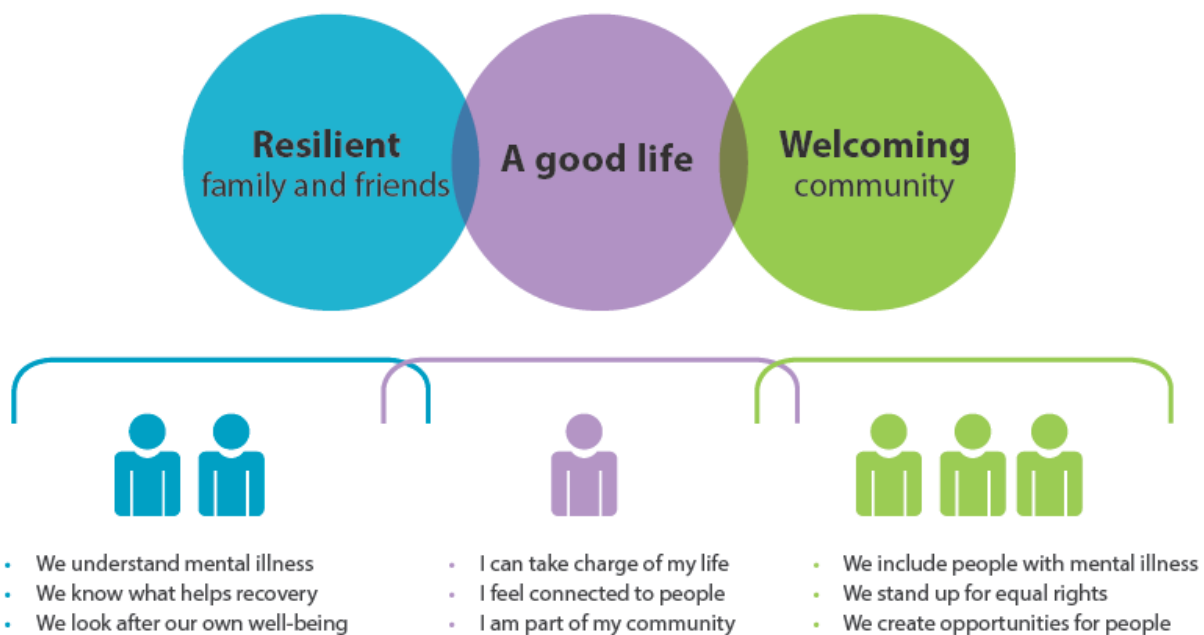 Resilient
family and friends
A good life
Welcoming
community
• We understand mental illness
• We know what helps recovery
• We look after our own well-being
• I can take charge of my life
• I feel connected to people
• I am part of my community
• We include people with mental illness
• We stand up for equal rights
• We create opportunities for people